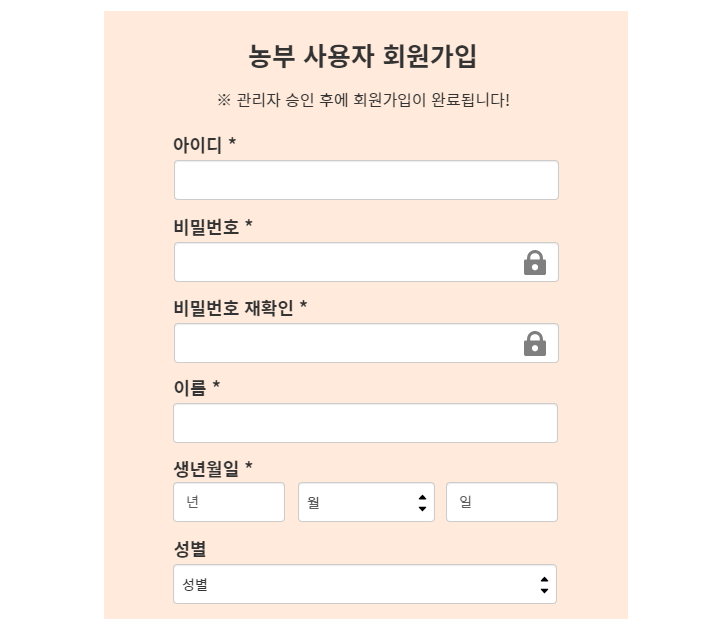 농부 사용자 회원가입
※ 관리자 승인 후에 회원가입이 완료됩니다!
아이디 *
비밀번호 *
비밀번호 재확인 *
이름 *
생년월일 *
년 월 일
성별
성별